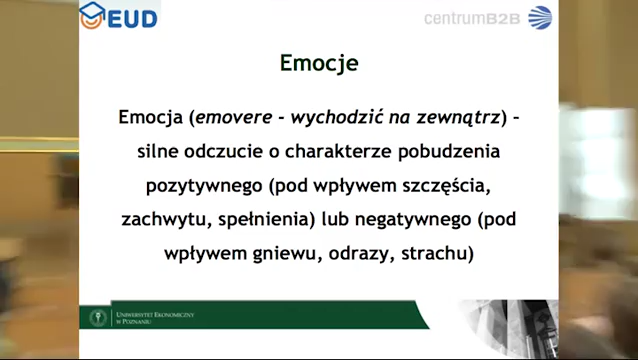 EUD
centrumB2B
Emocje
Emocja (emovere - wychodzić na zewnątrz) –
silne odczucie o charakterze pobudzenia
pozytywnego (pod wpływem szczęścia,
zachwytu, spełnienia) lub negatywnego (pod
wpływem gniewu, odrazy, strachu)
Uniwersytet Ekonomiczny
w Poznaniu